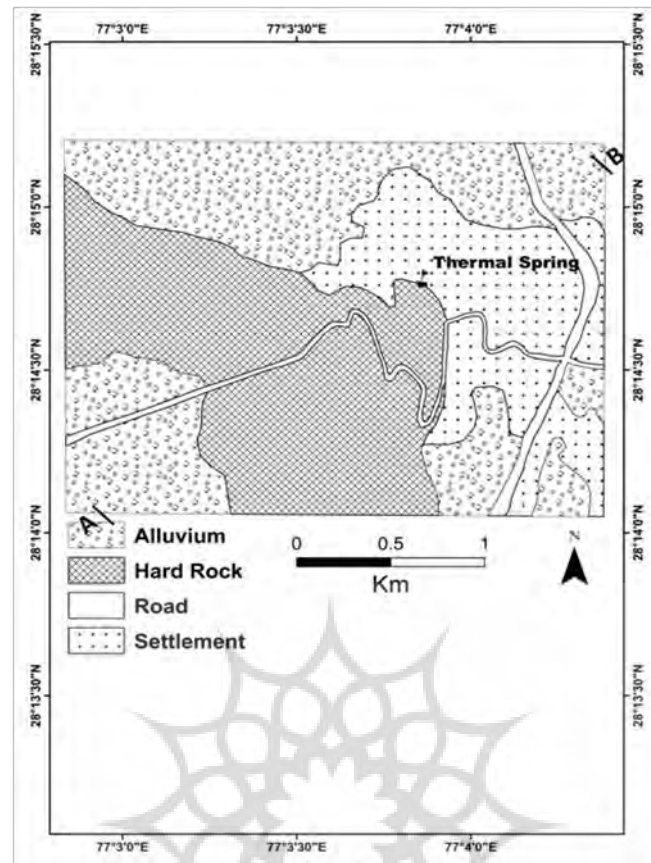 77°3'0"E 77°3'30"E 77°4'0"E
28°15'30"N 28°15'30"N
B
28°15'0"N 28°15'0"N
Thermal Spring
28°14'30"N 28°14'30"N
A
28°14'0"N 28°14'0"N
Alluvium
Hard Rock
Road
Settlement
0 0.5 1
Km
N
28°13'30"N 28°13'30"N
77°3'0"E 77°3'30"E 77°4'0"E